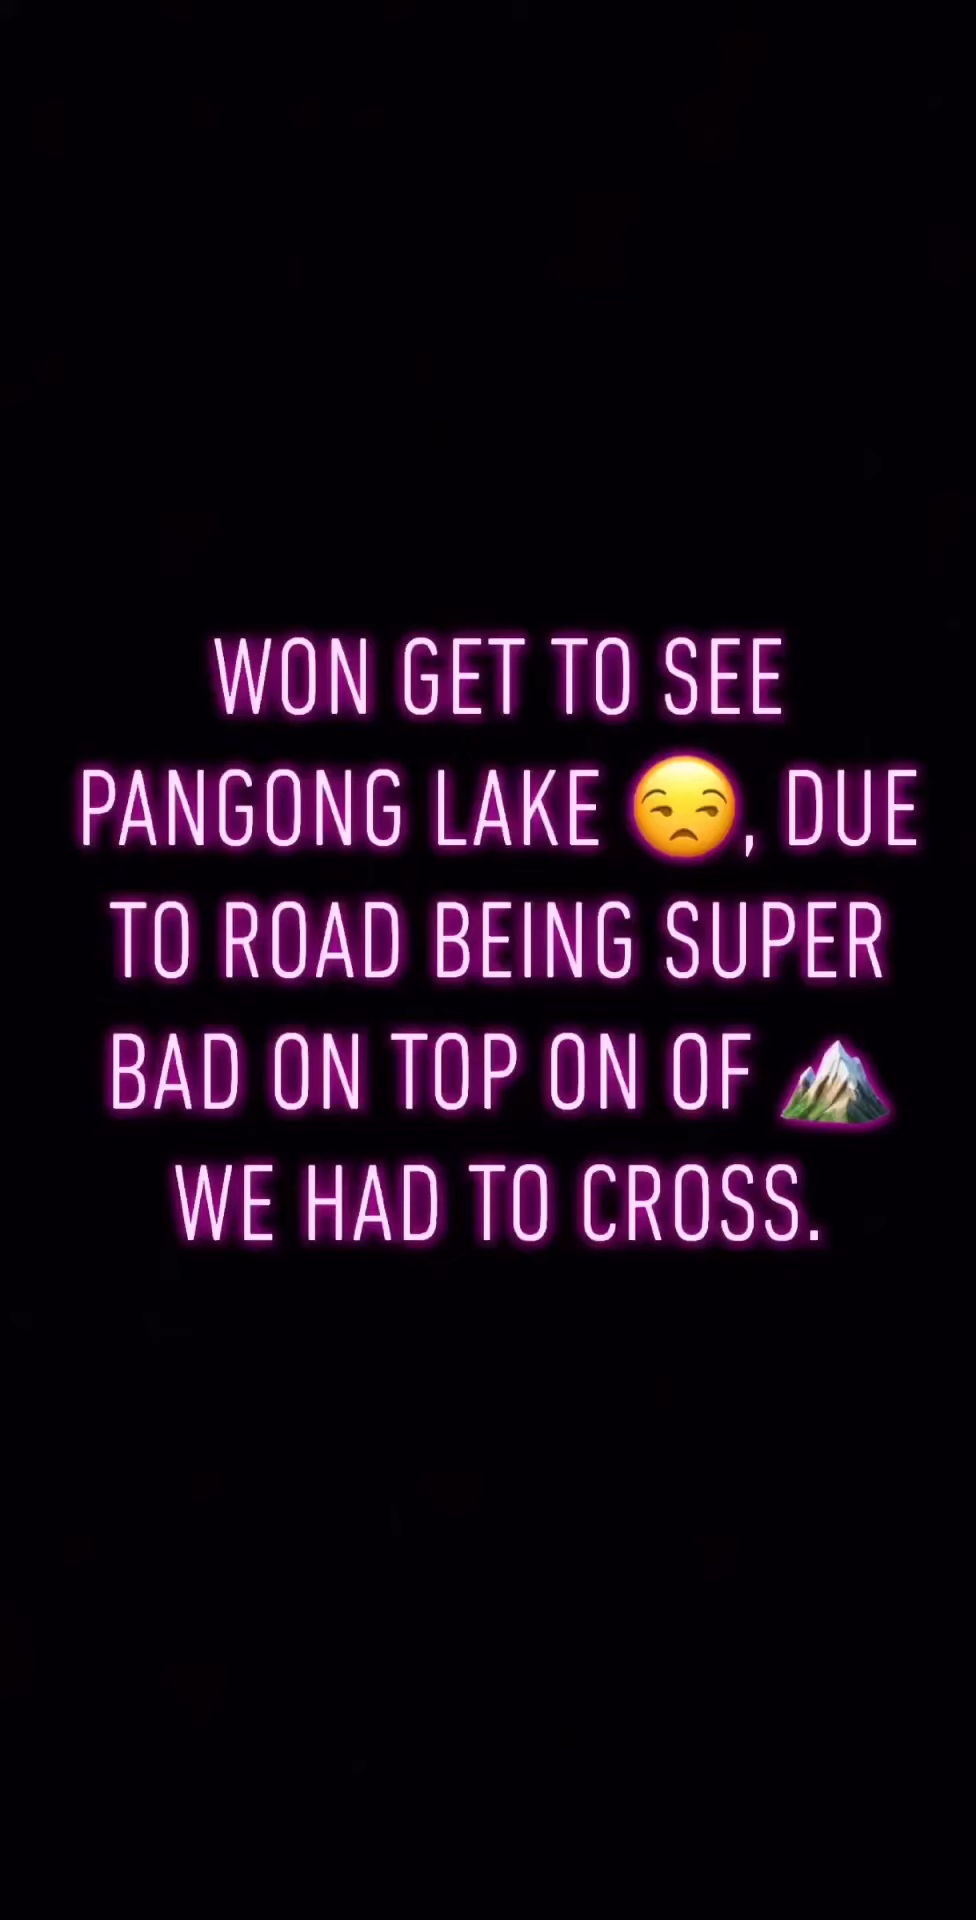 WON GET TO SEE
PANGONG LAKE 😒, DUE
TO ROAD BEING SUPER
BAD ON TOP ON OF ⛰️
WE HAD TO CROSS.